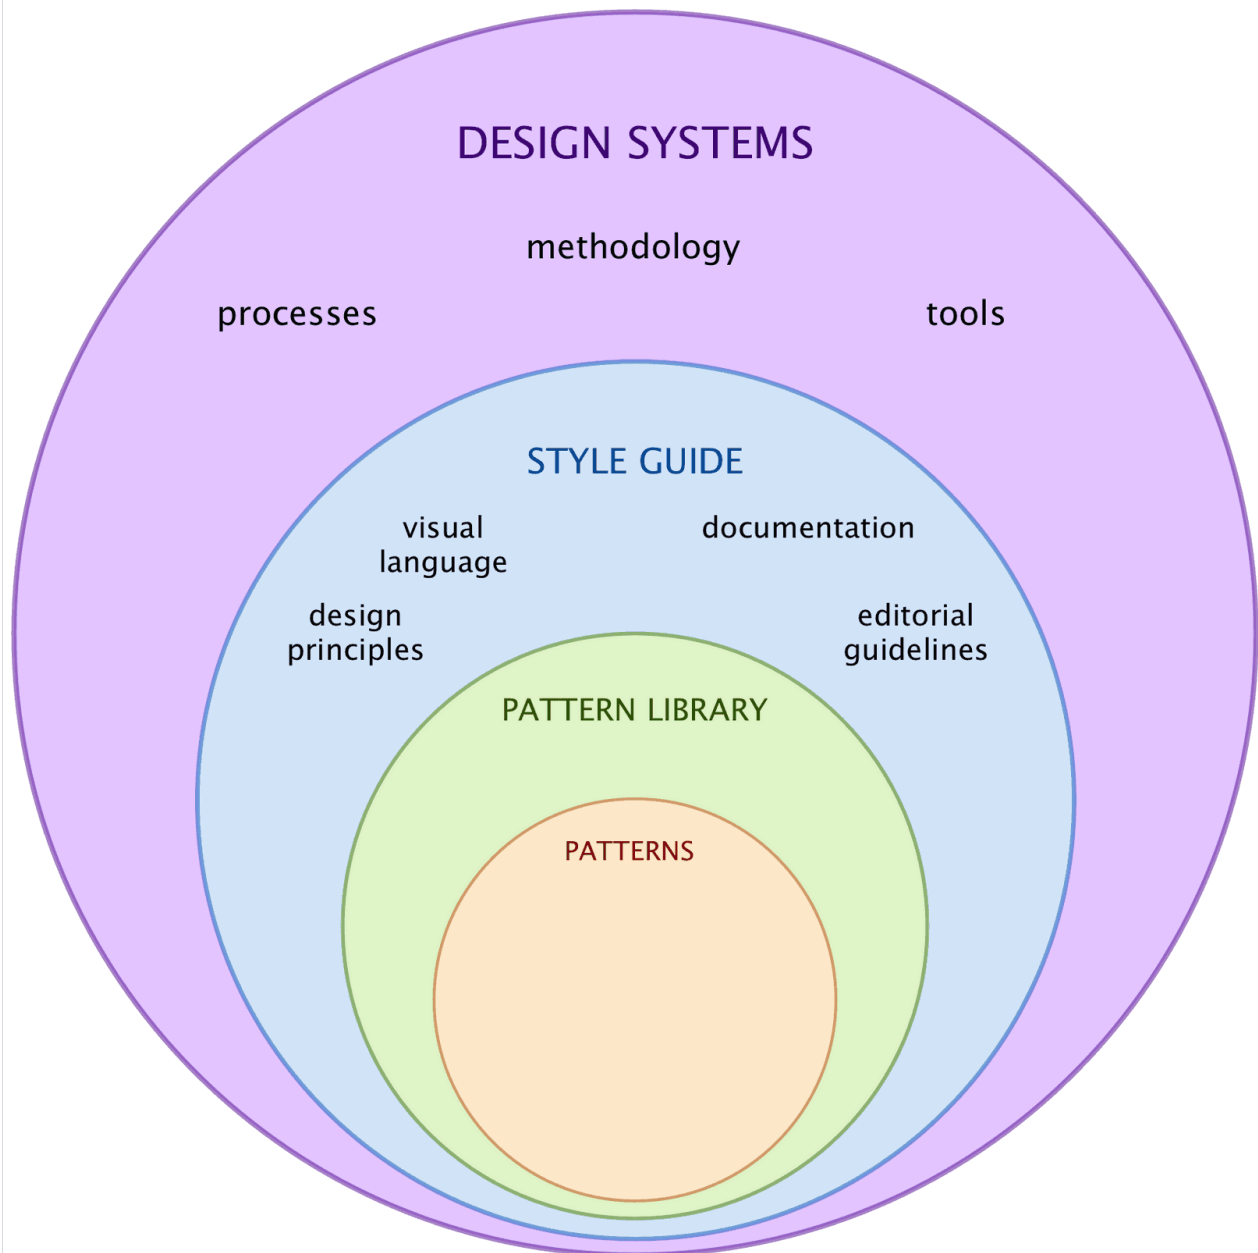 DESIGN SYSTEMS
methodology
processes
tools
STYLE GUIDE
visual
language
documentation
design
principles
editorial
guidelines
PATTERN LIBRARY
PATTERNS